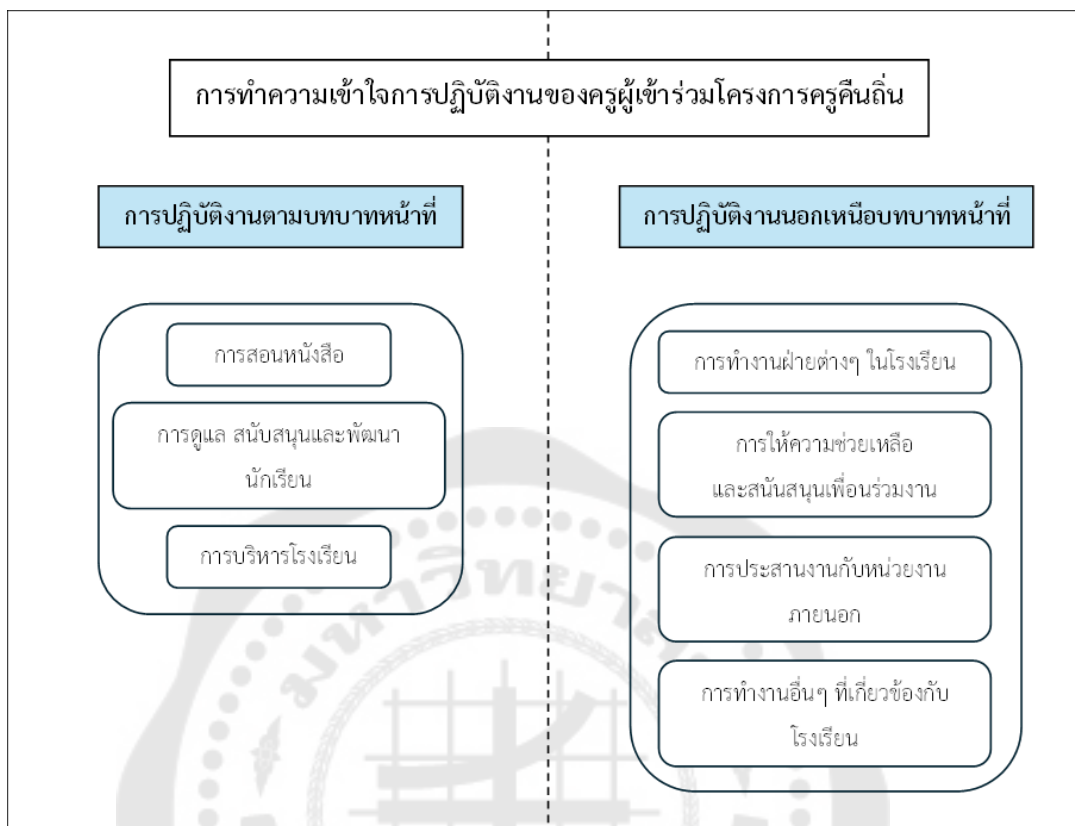 การทำความเข้าใจการปฏิบัติงานของครูผู้เข้าร่วมโครงการครูคืนถิ่น
การปฏิบัติงานตามบทบาทหน้าที่
การสอนหนังสือ
การดูแล สนับสนุนและพัฒนา
นักเรียน
การบริหารโรงเรียน
การปฏิบัติงานนอกเหนือบทบาทหน้าที่
การทำงานฝ่ายต่างๆ ในโรงเรียน
การให้ความช่วยเหลือ
และสนันสนุนเพื่อนร่วมงาน
การประสานงานกับหน่วยงาน
ภายนอก
การทำงานอื่นๆ ที่เกี่ยวข้องกับ
โรงเรียน